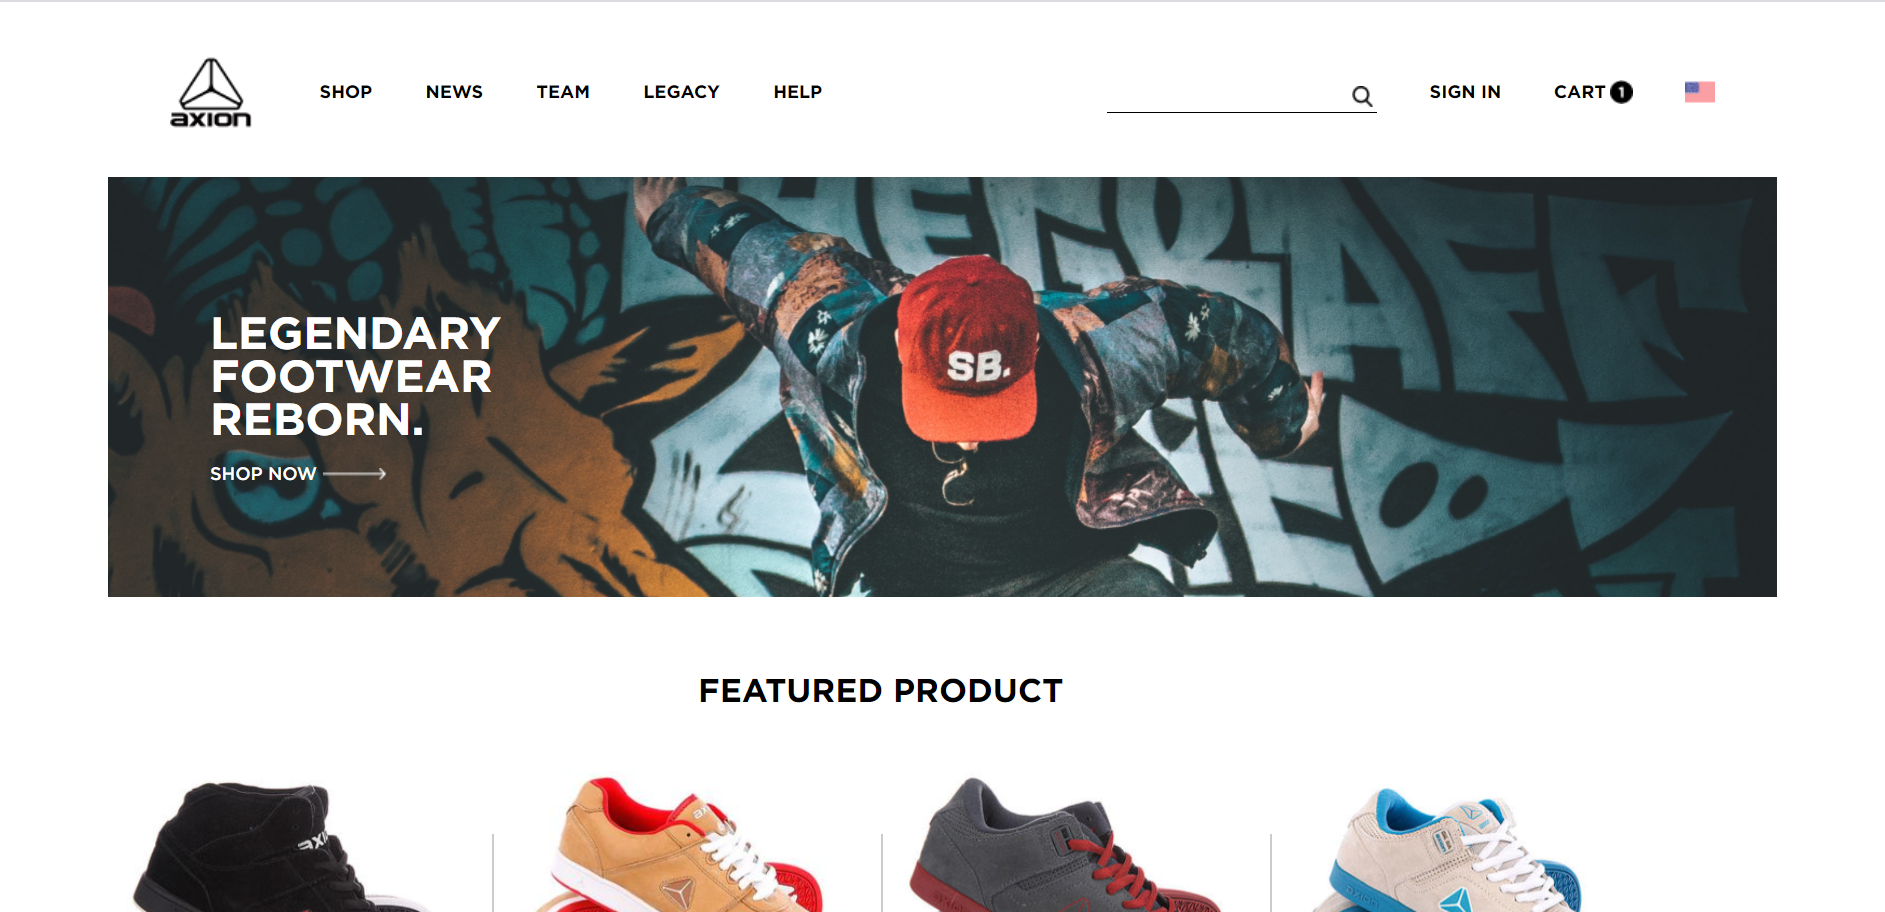 axion
SHOP
NEWS
TEAM
LEGACY
HELP
SIGN IN
CART 1
LEGENDARY
FOOTWEAR
REBORN.
SHOP NOW
SB.
FEATURED PRODUCT